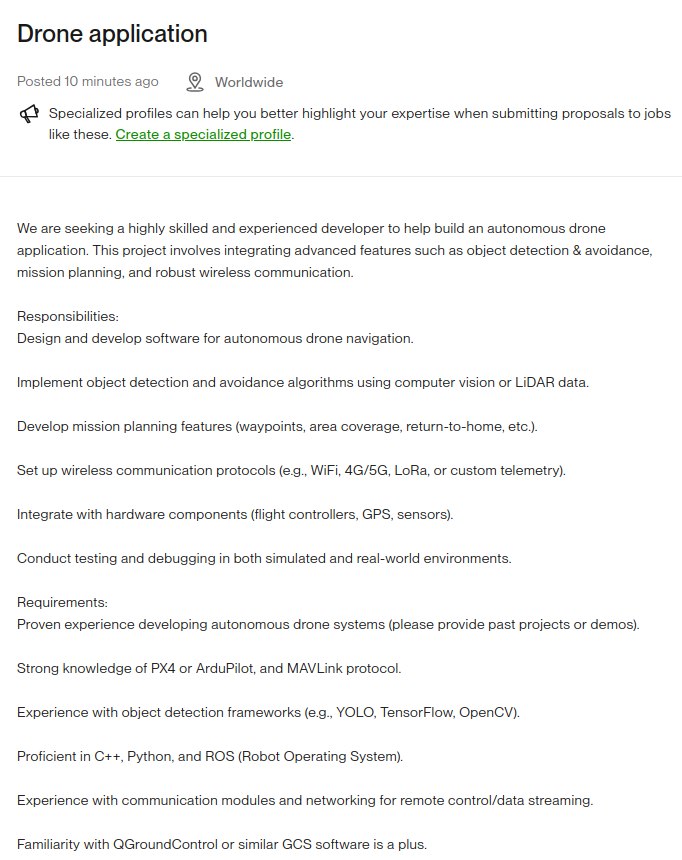 Drone application
Posted 10 minutes ago
Worldwide
Specialized profiles can help you better highlight your expertise when submitting proposals to jobs
like these. Create a specialized profile.
We are seeking a highly skilled and experienced developer to help build an autonomous drone
application. This project involves integrating advanced features such as object detection & avoidance,
mission planning, and robust wireless communication.
Responsibilities:
Design and develop software for autonomous drone navigation.
Implement object detection and avoidance algorithms using computer vision or LiDAR data.
Develop mission planning features (waypoints, area coverage, return-to-home, etc.).
Set up wireless communication protocols (e.g., WiFi, 4G/5G, LoRa, or custom telemetry).
Integrate with hardware components (flight controllers, GPS, sensors).
Conduct testing and debugging in both simulated and real-world environments.
Requirements:
Proven experience developing autonomous drone systems (please provide past projects or demos).
Strong knowledge of PX4 or ArduPilot, and MAVLink protocol.
Experience with object detection frameworks (e.g., YOLO, TensorFlow, OpenCV).
Proficient in C++, Python, and ROS (Robot Operating System).
Experience with communication modules and networking for remote control/data streaming.
Familiarity with QGroundControl or similar GCS software is a plus.